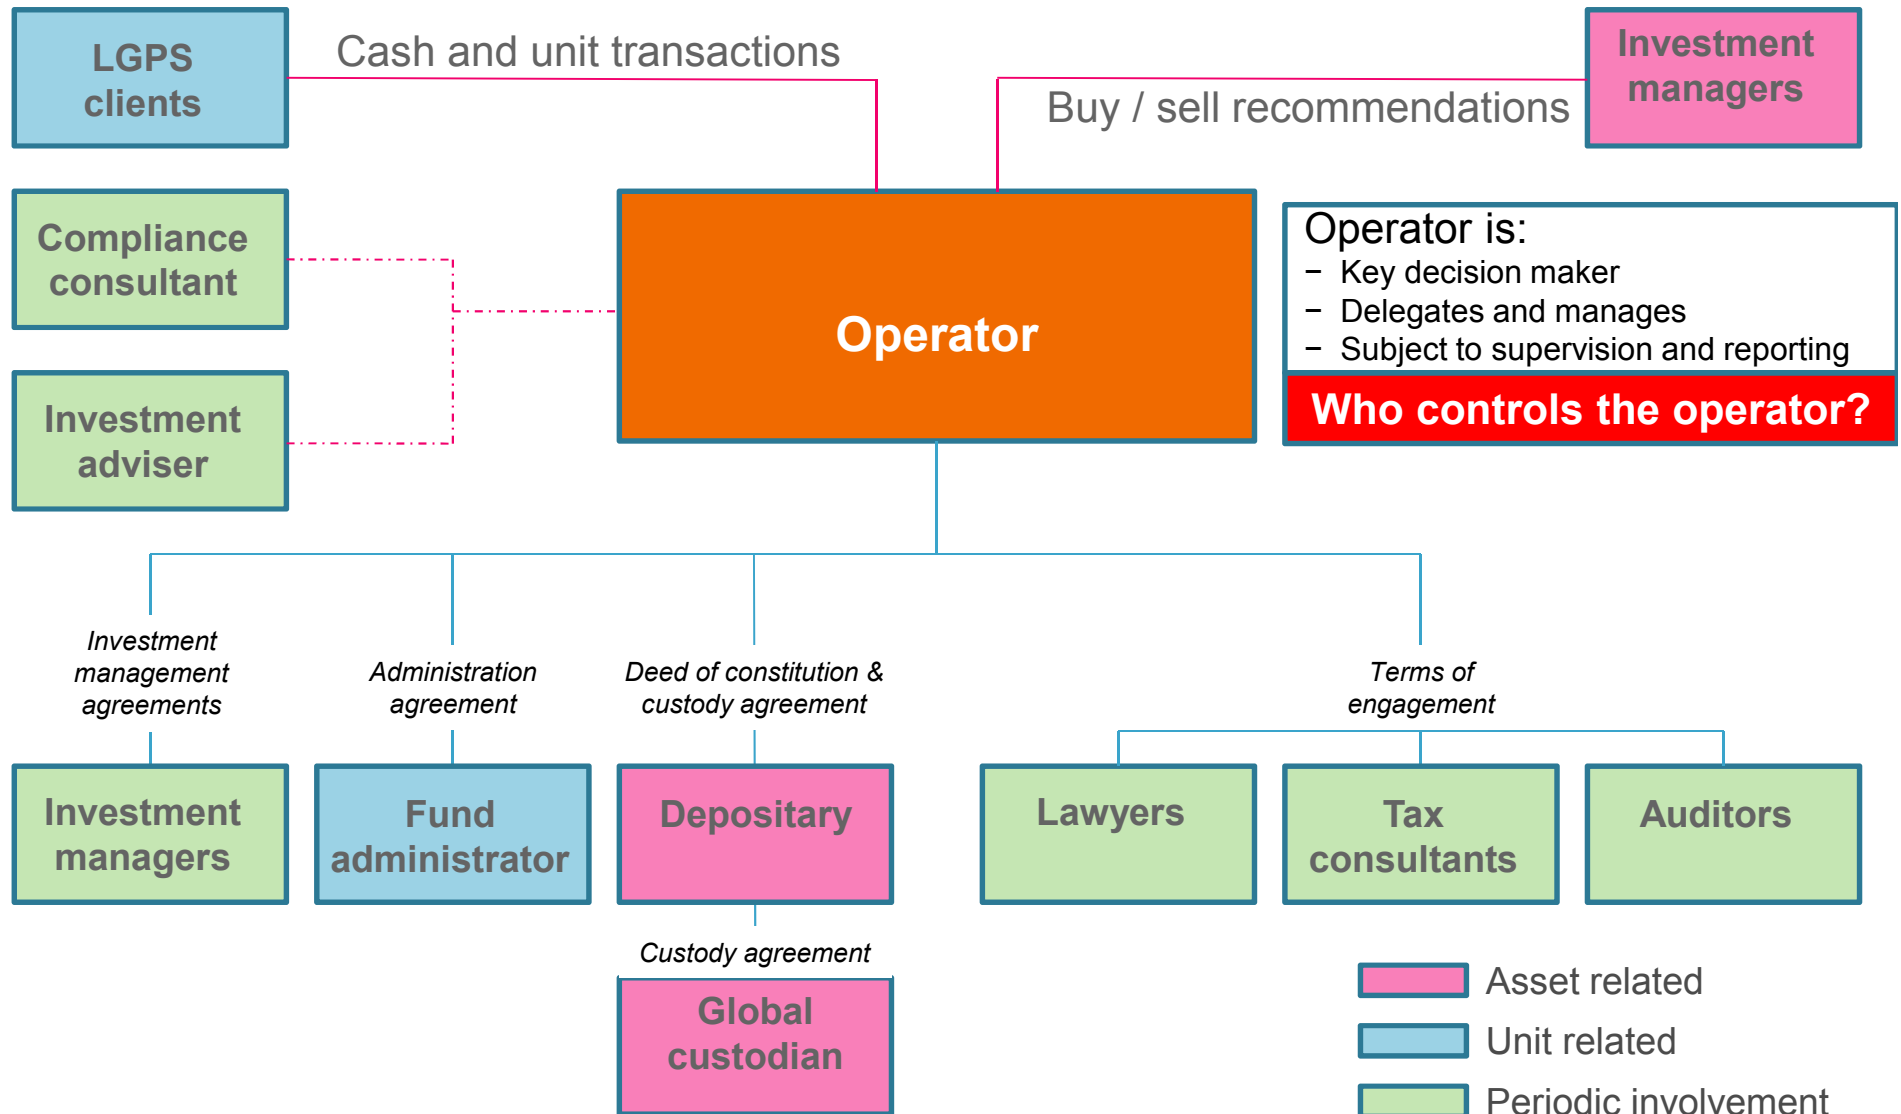 LGPS
clients
Cash and unit transactions
Investment
managers
Buy / sell recommendations
Compliance
consultant
Operator
Operator is:
− Key decision maker
− Delegates and manages
− Subject to supervision and reporting
Who controls the operator?
Investment
adviser
Investment
management
agreements
Administration
agreement
Deed of constitution &
custody agreement
Terms of
engagement
Investment
managers
Fund
administrator
Depositary
Lawyers
Tax
consultants
Auditors
Custody agreement
Global
custodian
Asset related
Unit related
Periodic involvement